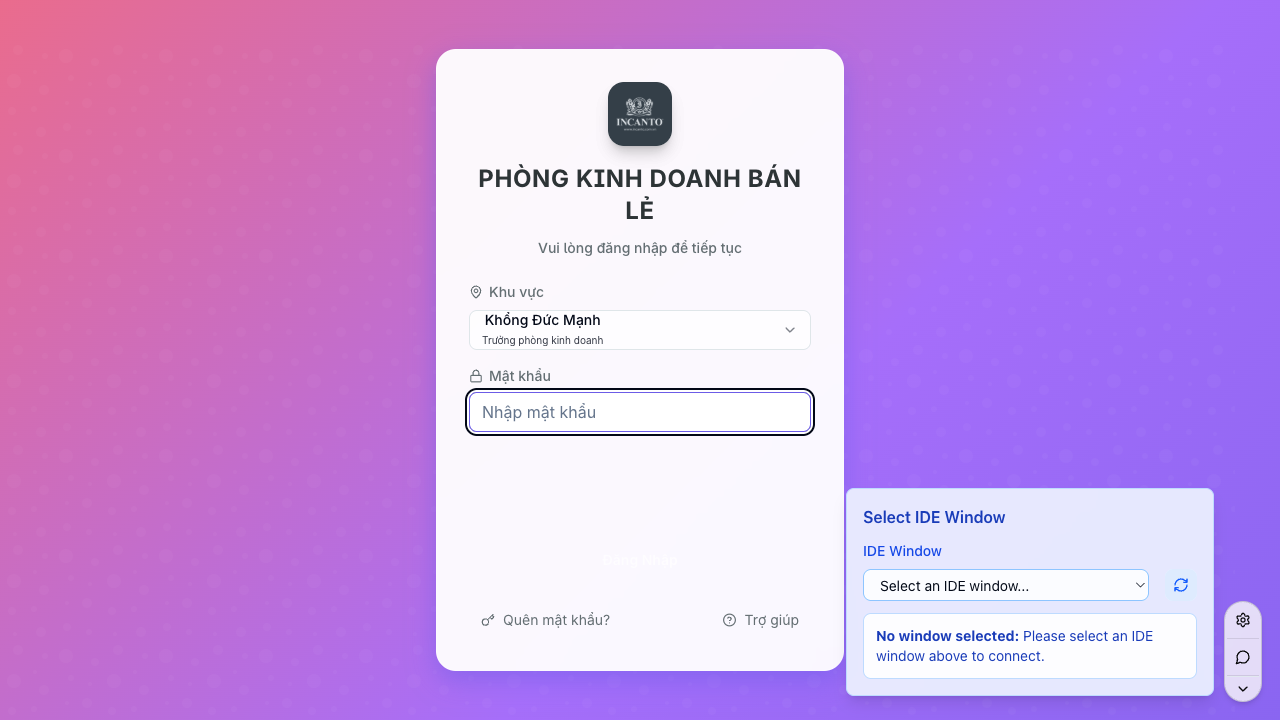 INCANTO
PHÒNG KINH DOANH BÁN
LẺ
Vui lòng đăng nhập để tiếp tục
Khu vực
Khổng Đức Mạnh
Trưởng phòng kinh doanh
Mật khẩu
Nhập mật khẩu
Quên mật khẩu?
Trợ giúp
Select IDE Window
IDE Window
Select an IDE window...
No window selected: Please select an IDE
window above to connect.